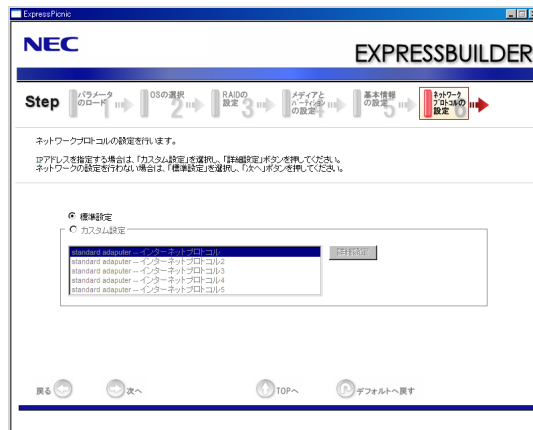 ExpressPicnic
NEC
EXPRESSBUILDER
Step
パラメータ
のロード 1
OSの選択
2
RAIDの
設定 3
メディアと
パーティション
の設定 4
基本情報
の設定 5
ネットワーク
プロトコルの
設定 6
ネットワークプロトコルの設定を行います。
IPアドレスを指定する場合は、「カスタム設定」を選択し、「詳細設定」ボタンを押してください。
ネットワークの設定を行わない場合は、「標準設定」を選択し、「次へ」ボタンを押してください。
標準設定
カスタム設定
standard adaputer -- インターネットプロトコル
standard adaputer -- インターネットプロトコル2
standard adaputer -- インターネットプロトコル3
standard adaputer -- インターネットプロトコル4
standard adaputer -- インターネットプロトコル5
詳細設定
戻る
次へ
TOPへ
デフォルトへ戻す